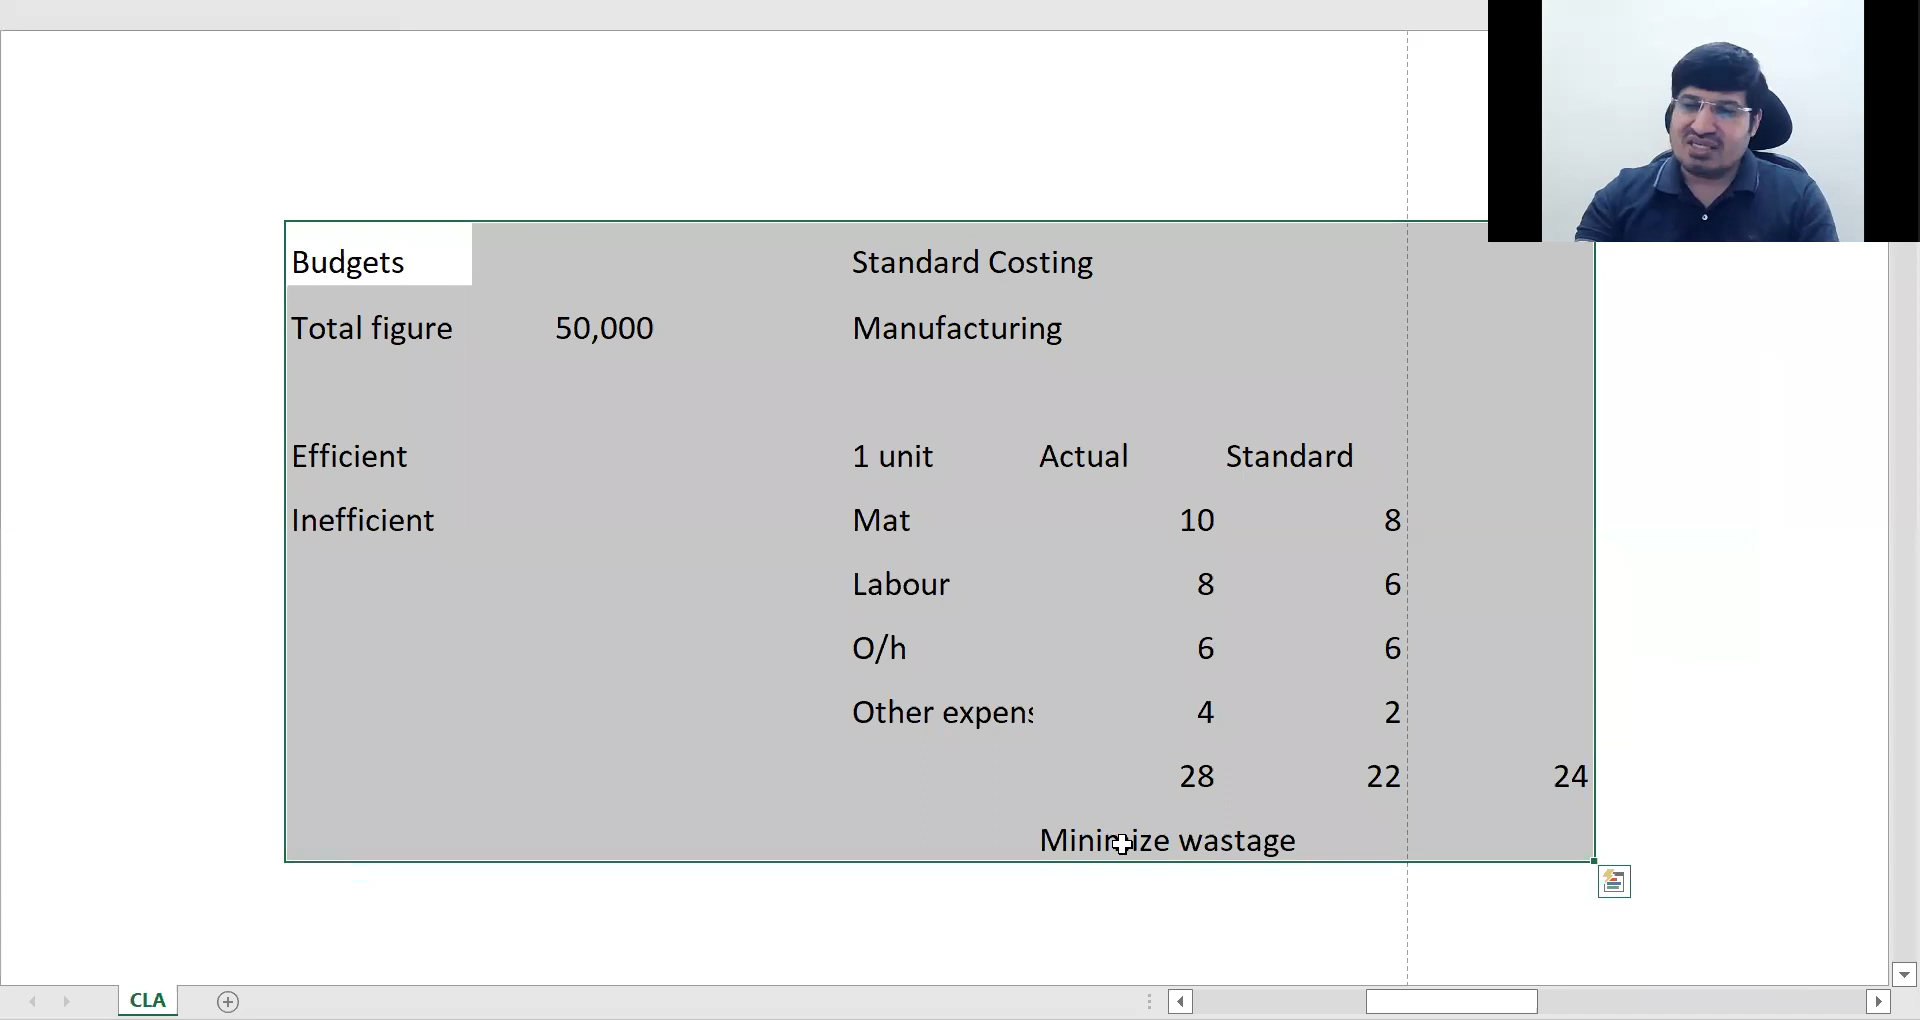 Budgets Standard Costing
Total figure 50,000 Manufacturing
Efficient 1 unit Actual Standard
Inefficient Mat 10 8
Labour 8 6
O/h 6 6
Other expens 4 2
28 22 24
Minimize wastage
CLA